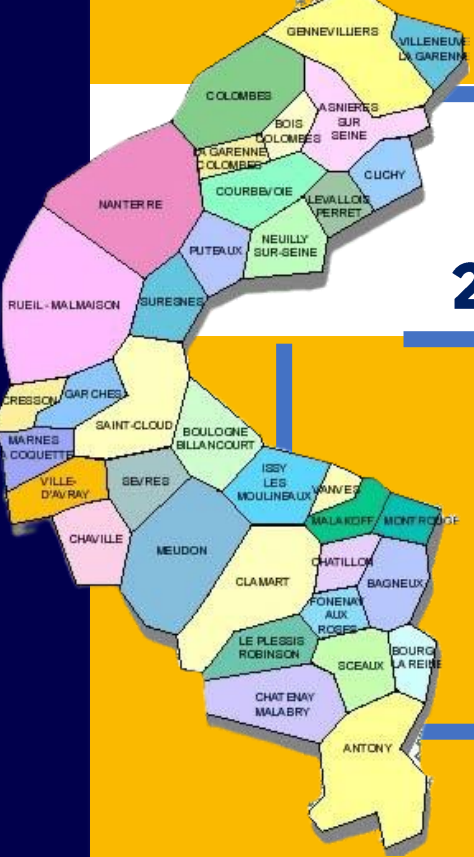 GENNEVILLIERS
VILLENEUVE
LA GARENNE
COLOMBES
ASNIERES
SUR
SEINE
BOIS
COLOMBES
LA GARENNE
COLOMBES
CLICHY
COURBEVOIE
LEVALLOIS
PERRET
NANTERRE
NEUILLY
SUR-SEINE
PUTEAUX
2
RUEIL-MALMAISON
SURESNES
CRESSON
GARCHES
SAINT-CLOUD
BOULOGNE
BILLANCOURT
MARNES
A COQUETTE
VILLE-
D'AVRAY
SEVRES
ISSY
LES
MOULINEAUX
VANVES
MALAKOFF
MONTROUGE
CHAVILLE
MEUDON
CLAMART
CHATILLON
BAGNEUX
FONENAY
AUX
ROSES
LE PLESSIS
ROBINSON
SCEAUX
BOURG
LA REINE
CHATENAY
MALABRY
ANTONY